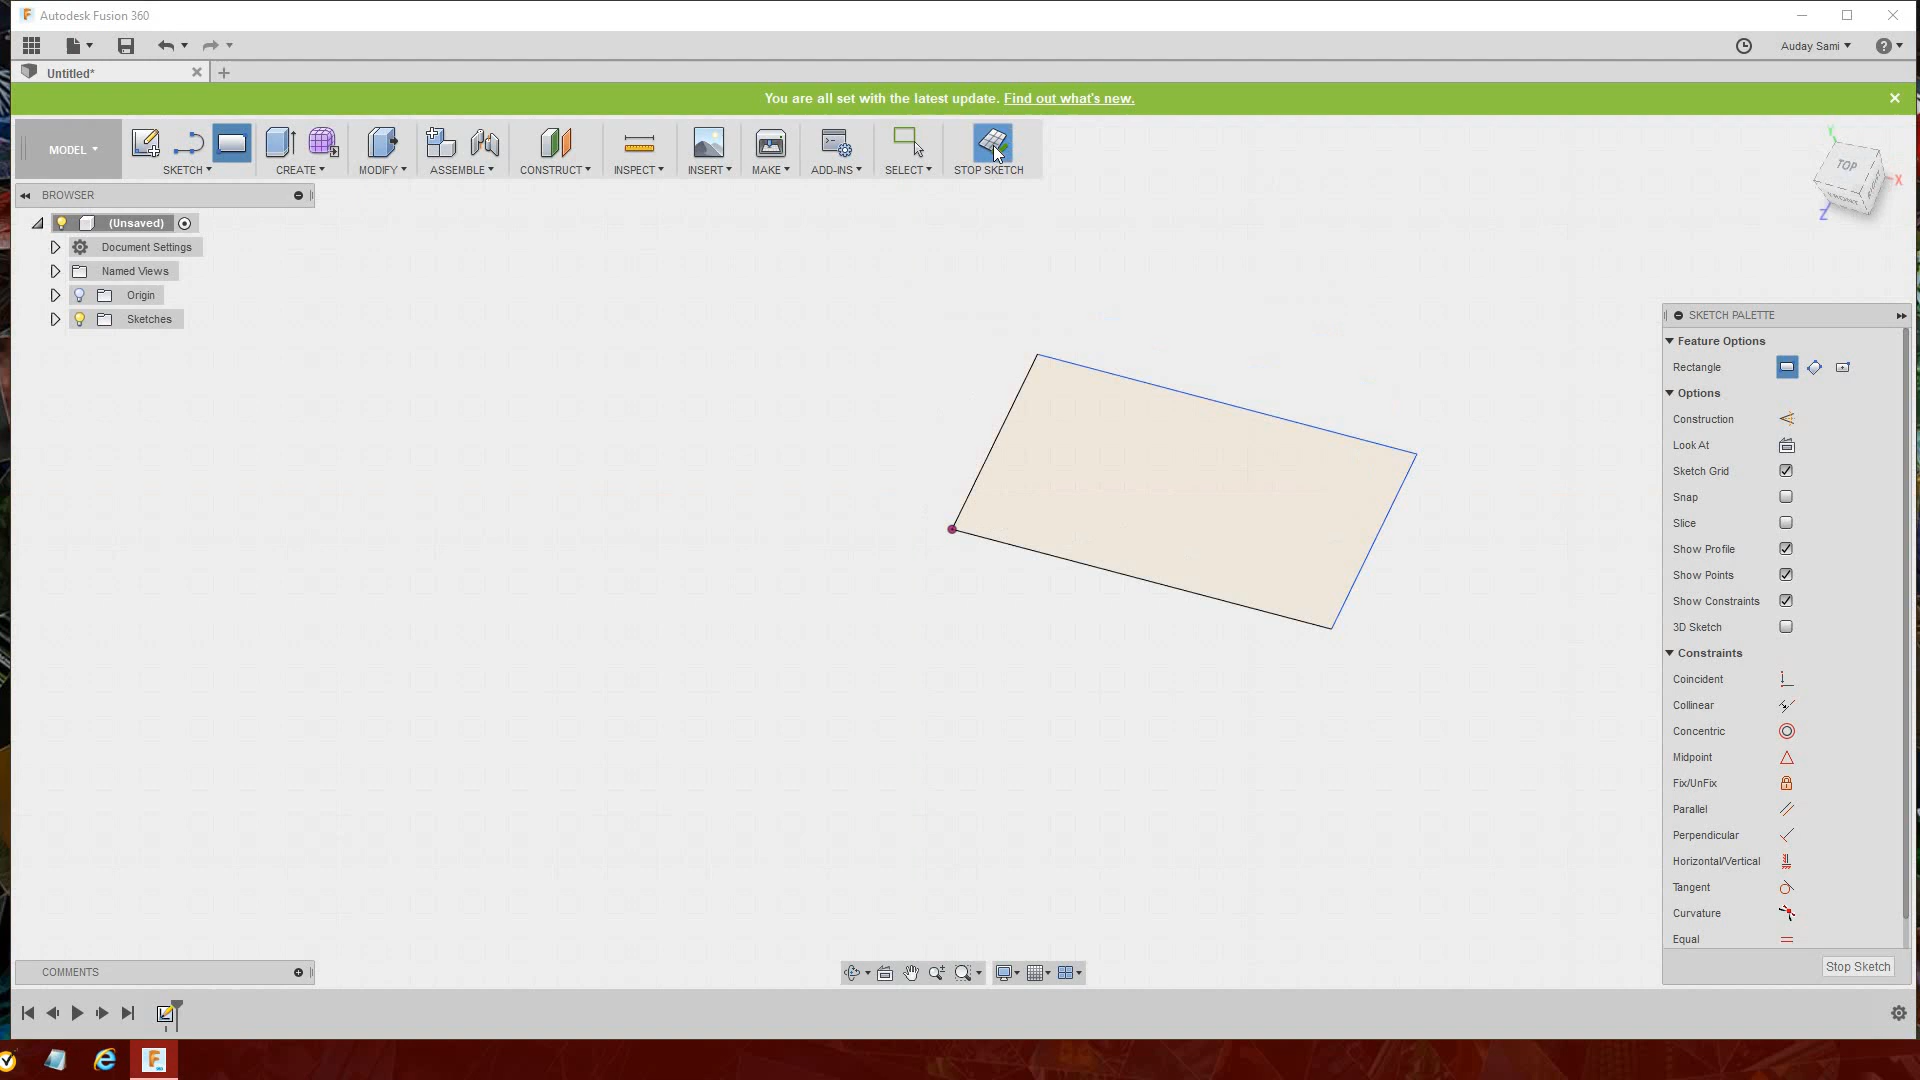 Autodesk Fusion 360
Auday Sami
Untitled*
You are all set with the latest update. Find out what's new.
MODEL
SKETCH
CREATE
MODIFY
ASSEMBLE
CONSTRUCT
INSPECT
INSERT
MAKE
ADD-INS
SELECT
STOP SKETCH
Y
TOP
FRONT
X
Z
BROWSER
(Unsaved)
Document Settings
Named Views
Origin
Sketches
SKETCH PALETTE
Feature Options
Rectangle
Options
Construction
Look At
Sketch Grid
Snap
Slice
Show Profile
Show Points
Show Constraints
3D Sketch
Constraints
Coincident
Collinear
Concentric
Midpoint
Fix/UnFix
Parallel
Perpendicular
Horizontal/Vertical
Tangent
Curvature
Equal
Stop Sketch
COMMENTS